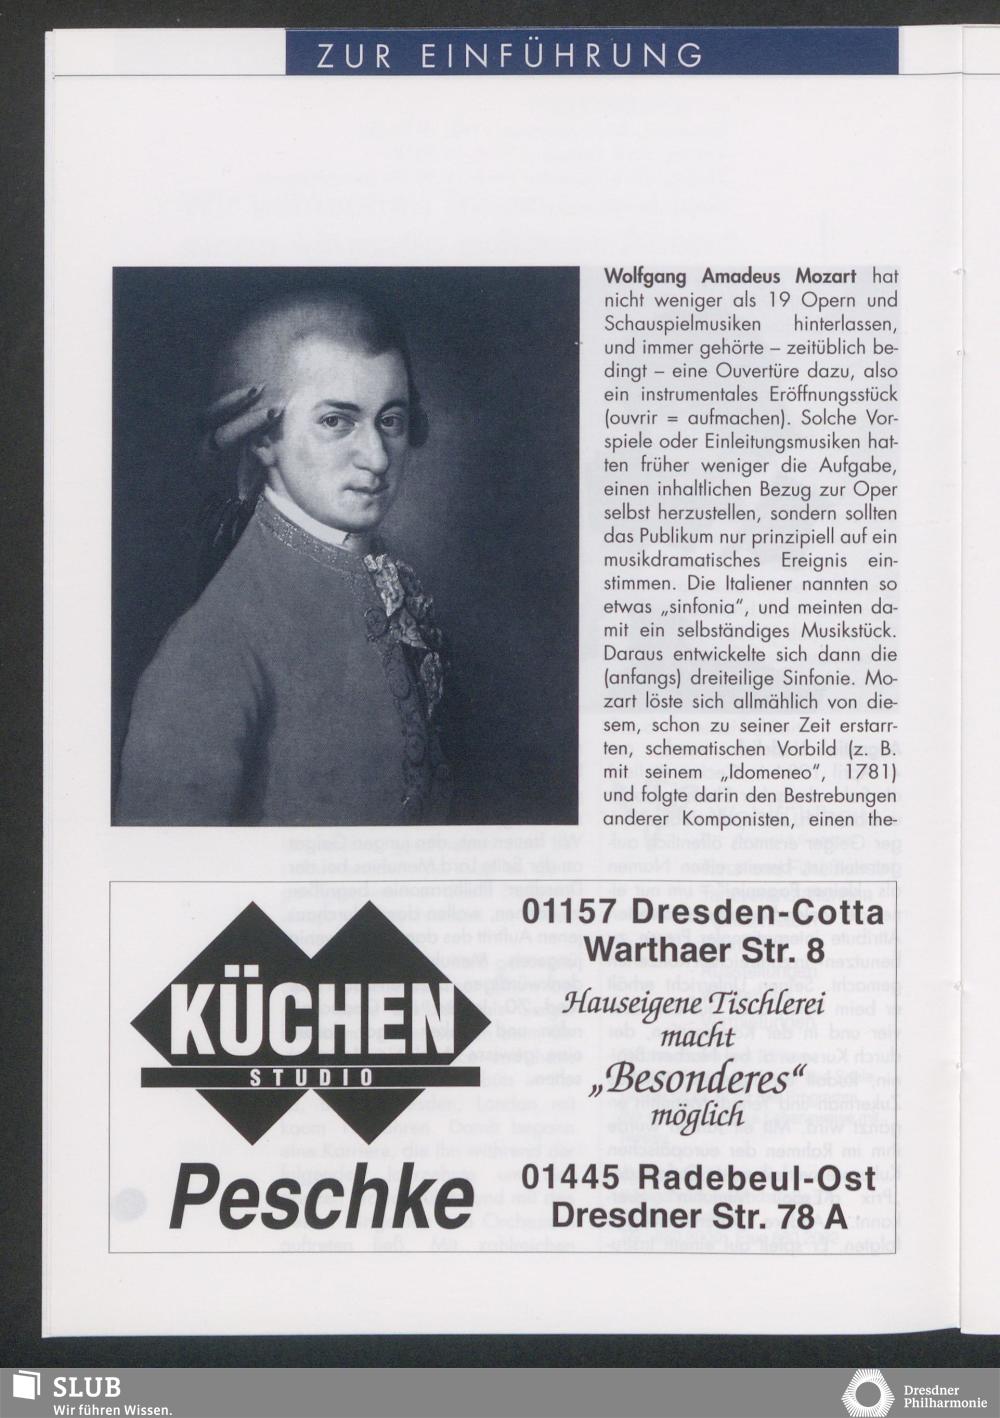 ZUR EINFÜHRUNG
Wolfgang Amadeus Mozart hat
nicht weniger als 19 Opern und
Schauspielmusiken hinterlassen,
und immer gehörte – zeitüblich be-
dingt – eine Ouvertüre dazu, also
ein instrumentales Eröffnungsstück
(ouvrir = aufmachen). Solche Vor-
spiele oder Einleitungsmusiken hat-
ten früher weniger die Aufgabe,
einen inhaltlichen Bezug zur Oper
selbst herzustellen, sondern sollten
das Publikum nur prinzipiell auf ein
musikdramatisches Ereignis ein-
stimmen. Die Italiener nannten so
etwas „sinfonia“, und meinten da-
mit ein selbständiges Musikstück.
Daraus entwickelte sich dann die
(anfangs) dreiteilige Sinfonie. Mo-
zart löste sich allmählich von die-
sem, schon zu seiner Zeit erstarr-
ten, schematischen Vorbild (z. B.
mit seinem „Idomeneo“, 1781)
und folgte darin den Bestrebungen
anderer Komponisten, einen the-
KÜCHEN
STUDIO
Peschke
01157 Dresden-Cotta
Warthaer Str. 8
Hauseigene Tischlerei
macht
„Besonderes“
möglich
01445 Radebeul-Ost
Dresdner Str. 78 A
SLUB
Wir führen Wissen.
Dresdner
Philharmonie